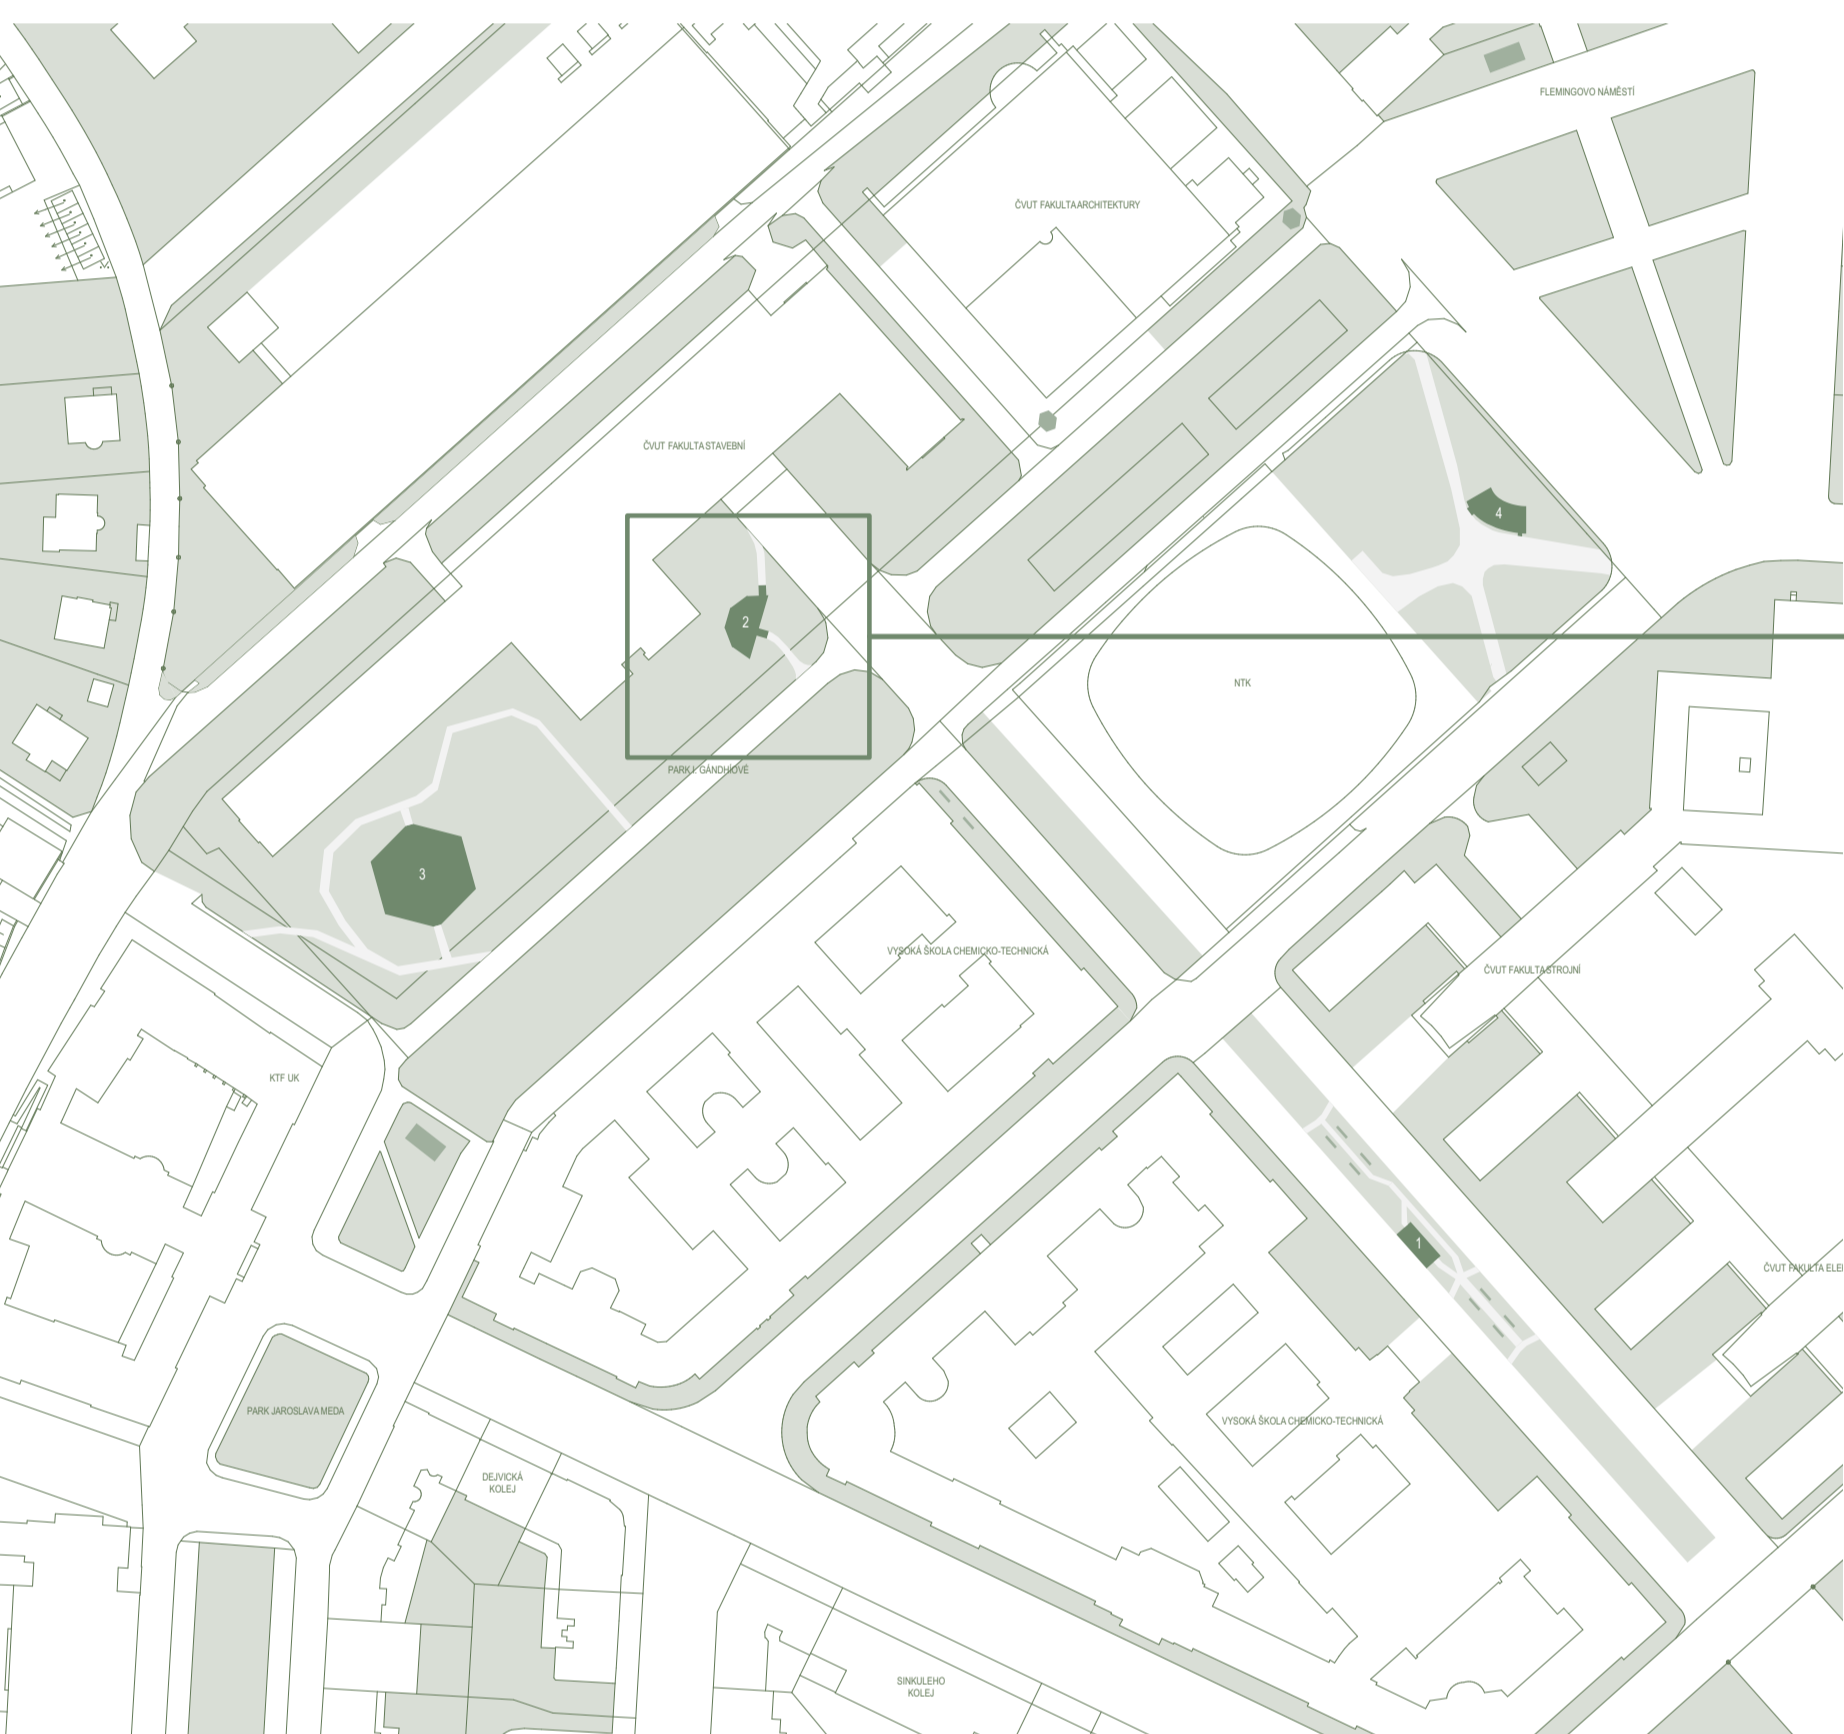 FLEMINGOVO NÁMĚSTÍ
ČVUT FAKULTA ARCHITEKTURY
ČVUT FAKULTA STAVEBNÍ
4
2
NTK
PARK I. GÁNDHÍOVÉ
3
VYSOKÁ ŠKOLA CHEMICKO-TECHNICKÁ
ČVUT FAKULTA STROJNÍ
KTF UK
1
ČVUT FAKULTA ELE
PARK JAROSLAVA MEDA
VYSOKÁ ŠKOLA CHEMICKO-TECHNICKÁ
DEJVICKÁ
KOLEJ
SINKULEHO
KOLEJ